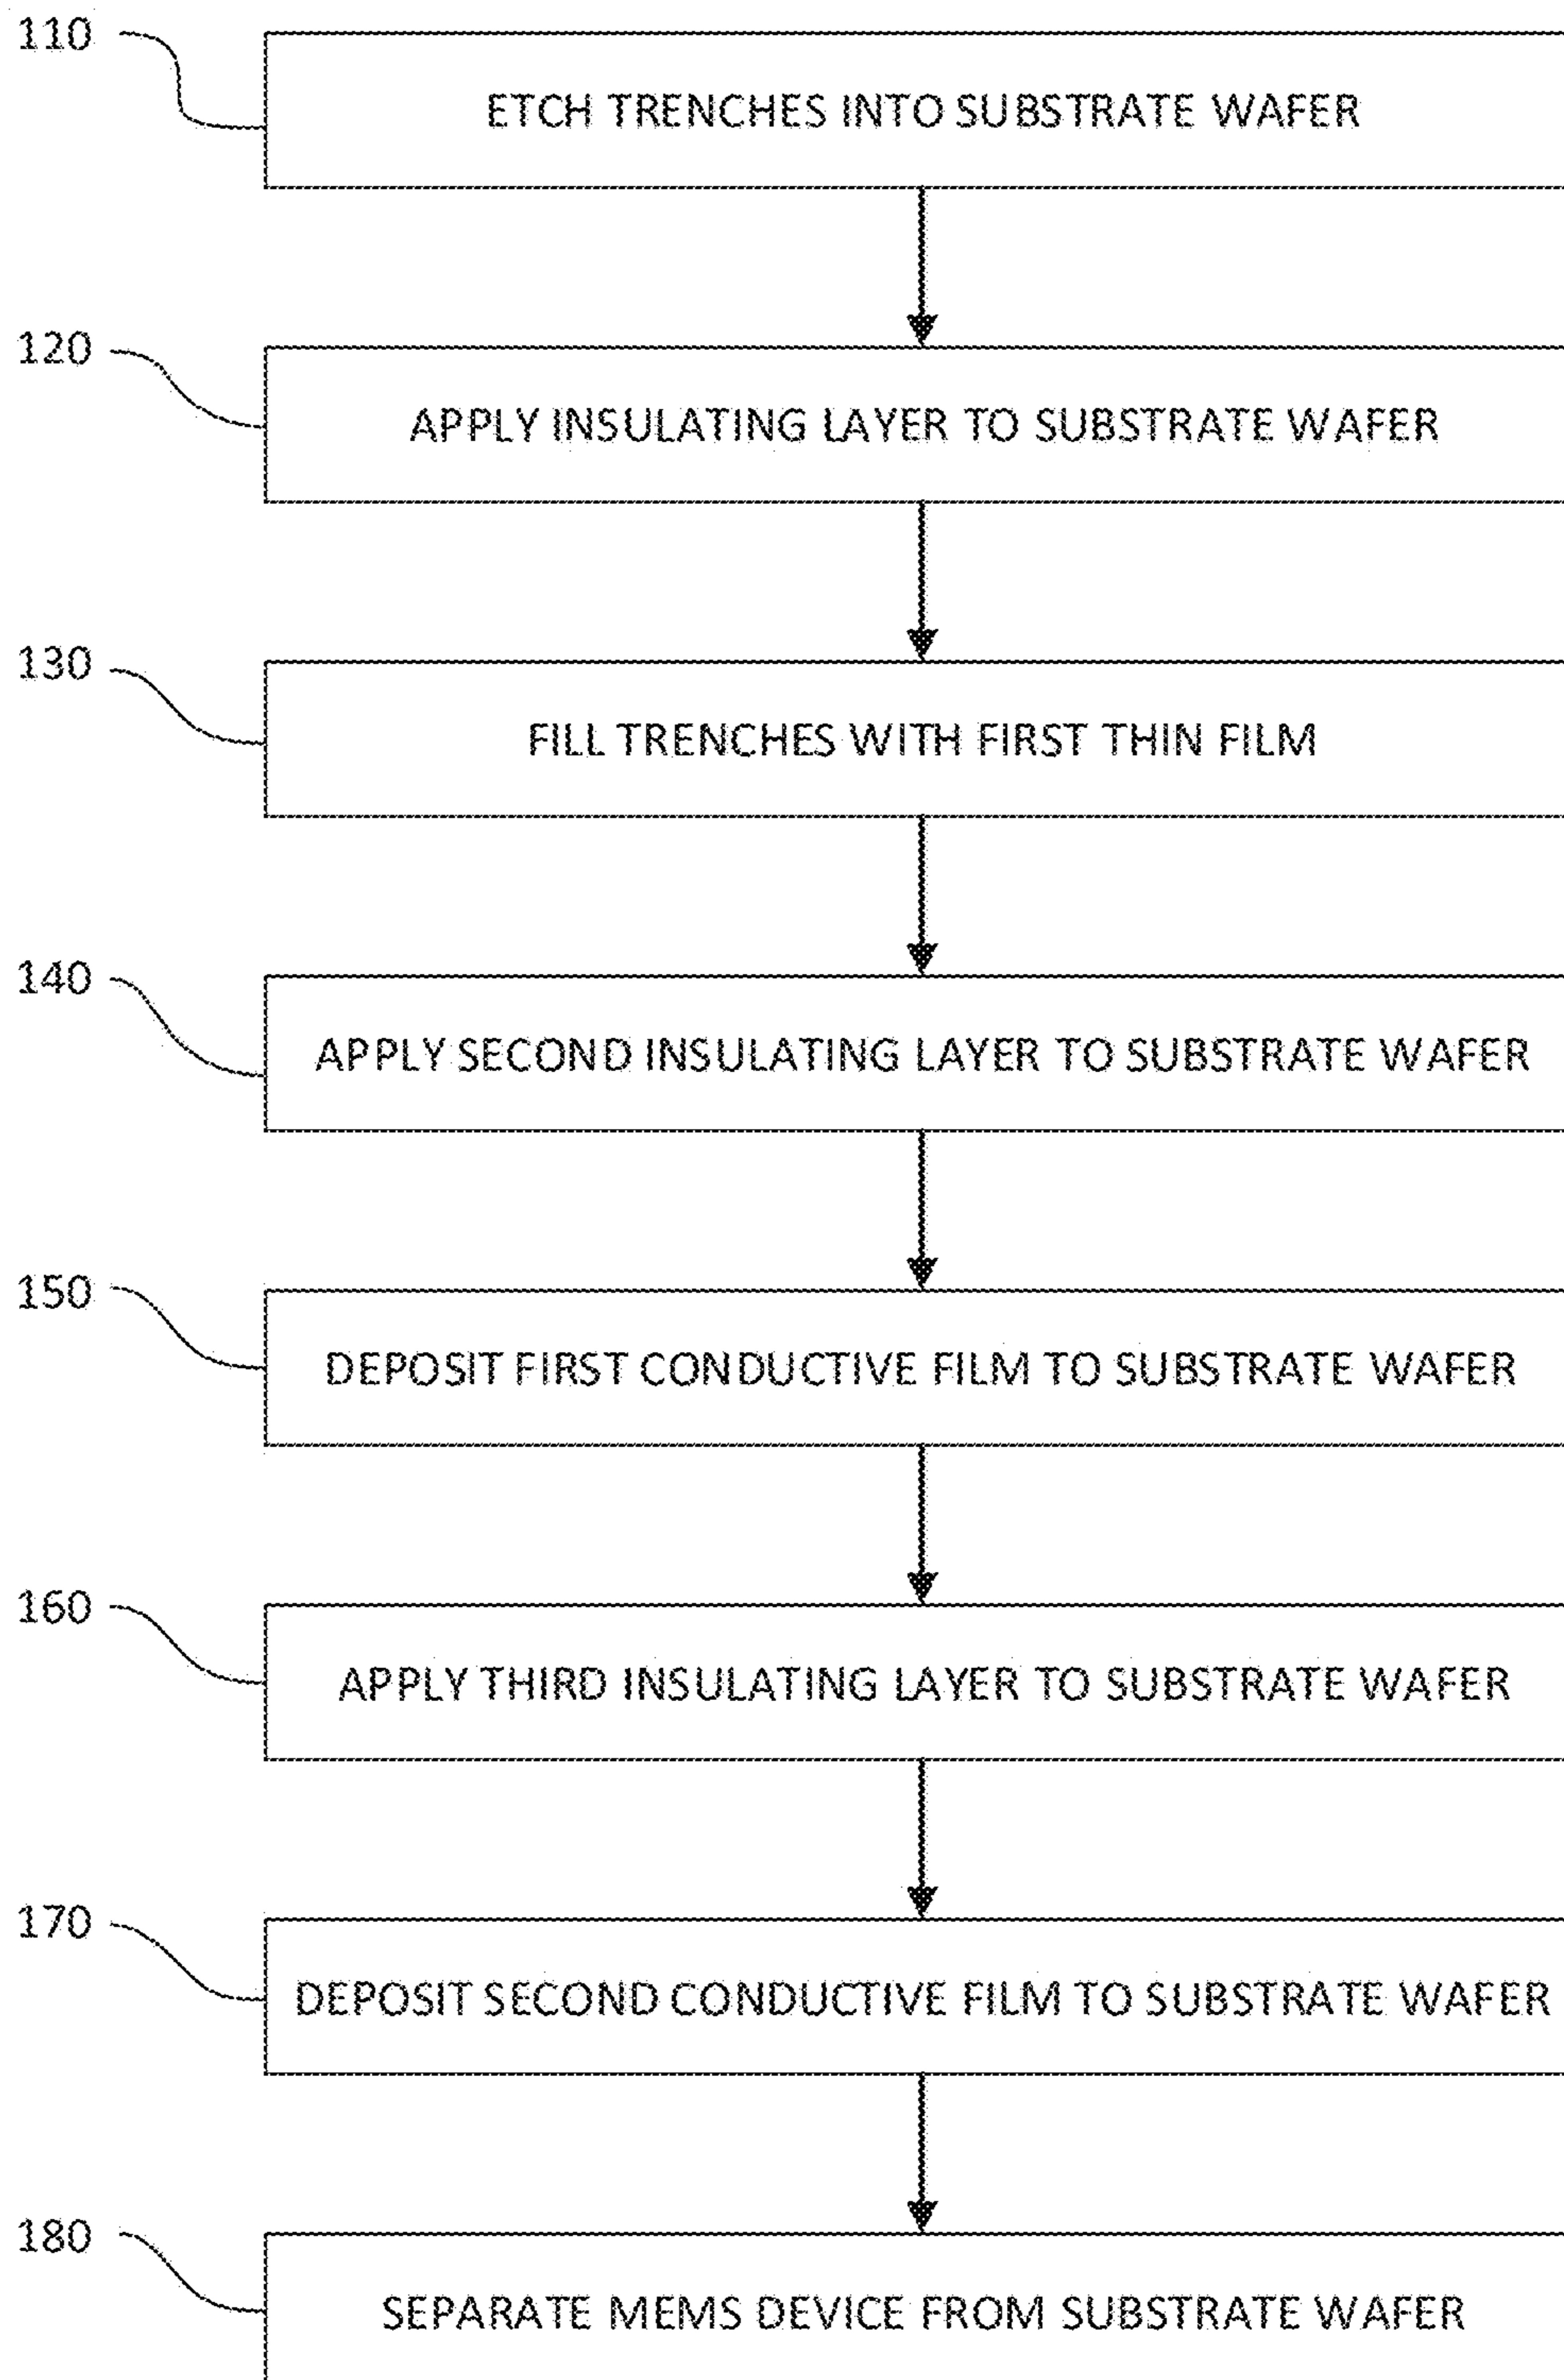 110
ETCH TRENCHES INTO SUBSTRATE WAFER
120
APPLY INSULATING LAYER TO SUBSTRATE WAFER
130
FILL TRENCHES WITH FIRST THIN FILM
140
APPLY SECOND INSULATING LAYER TO SUBSTRATE WAFER
150
DEPOSIT FIRST CONDUCTIVE FILM TO SUBSTRATE WAFER
160
APPLY THIRD INSULATING LAYER TO SUBSTRATE WAFER
170
DEPOSIT SECOND CONDUCTIVE FILM TO SUBSTRATE WAFER
180
SEPARATE MEMS DEVICE FROM SUBSTRATE WAFER